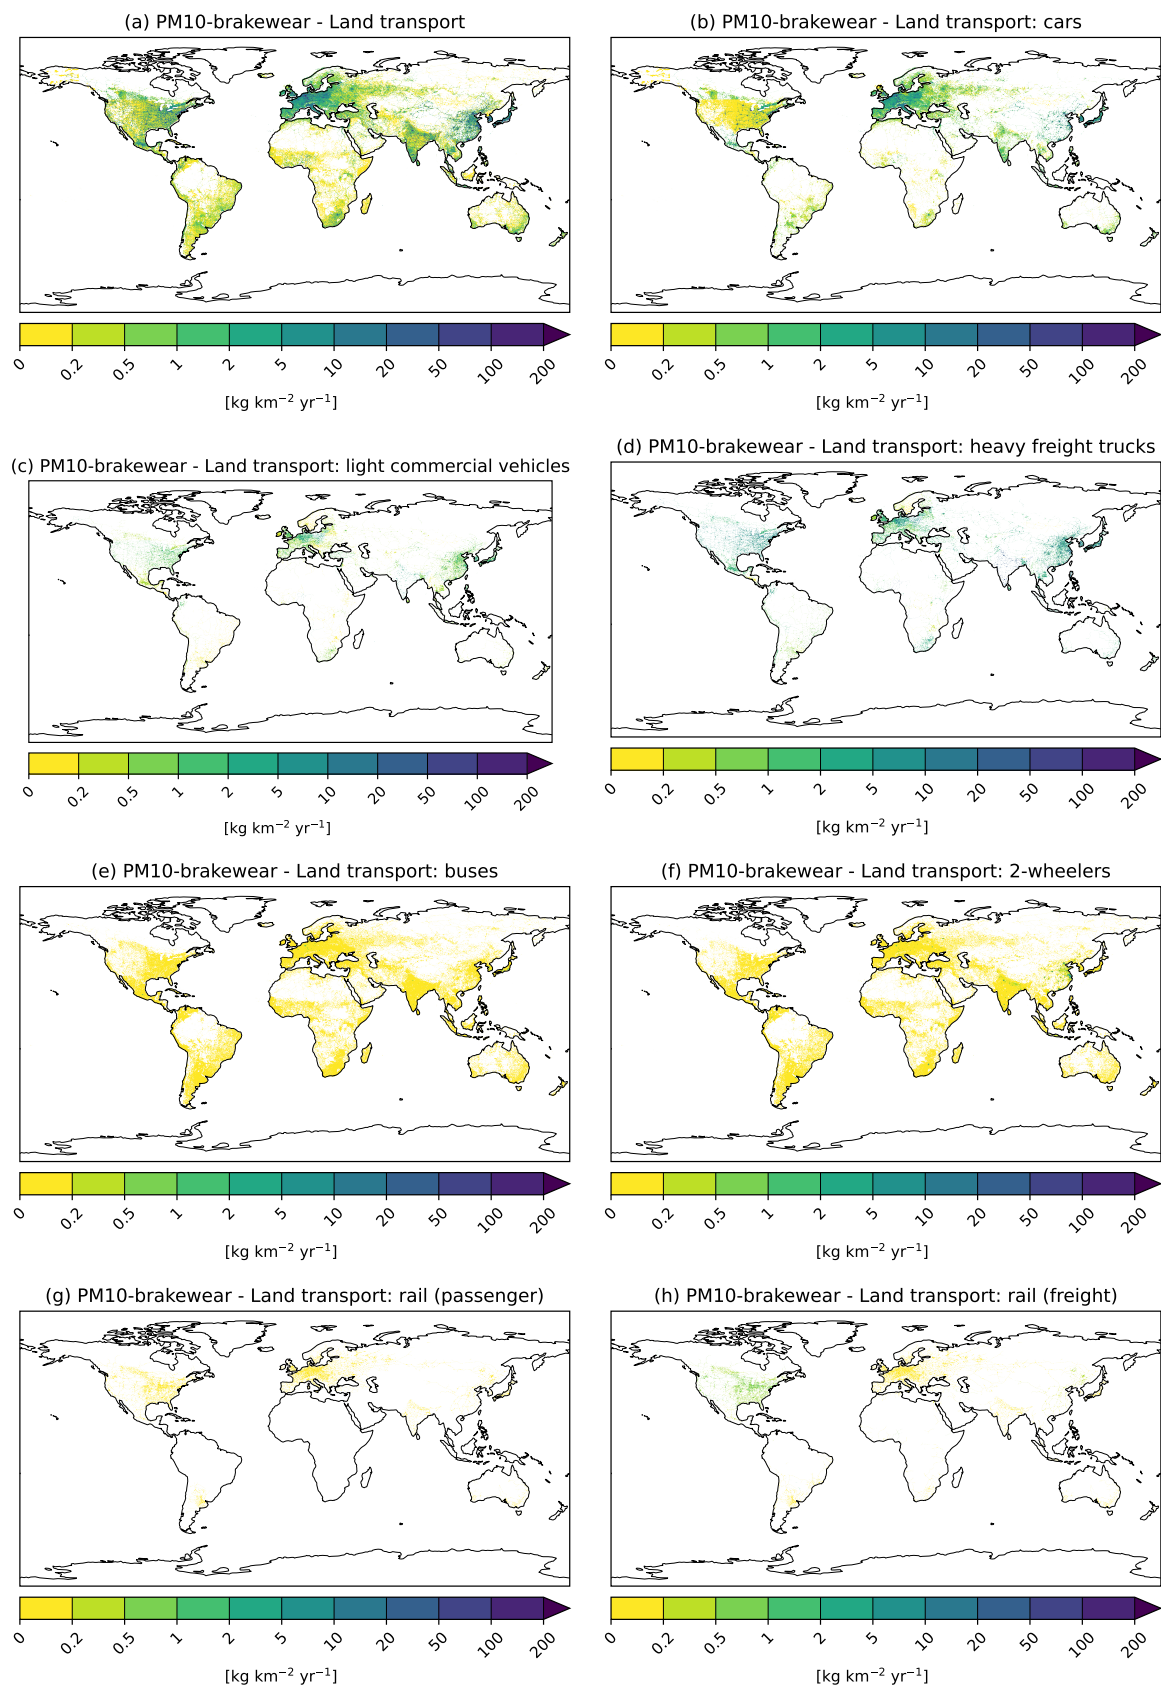 (a) PM10-brakewear - Land transport
(b) PM10-brakewear - Land transport: cars
0 0.2 0.5 1 2 5 10 20 50 100 200
[kg km⁻² yr⁻¹]
0 0.2 0.5 1 2 5 10 20 50 100 200
[kg km⁻² yr⁻¹]
(c) PM10-brakewear - Land transport: light commercial vehicles
(d) PM10-brakewear - Land transport: heavy freight trucks
0 0.2 0.5 1 2 5 10 20 50 100 200
[kg km⁻² yr⁻¹]
0 0.2 0.5 1 2 5 10 20 50 100 200
[kg km⁻² yr⁻¹]
(e) PM10-brakewear - Land transport: buses
(f) PM10-brakewear - Land transport: 2-wheelers
0 0.2 0.5 1 2 5 10 20 50 100 200
[kg km⁻² yr⁻¹]
0 0.2 0.5 1 2 5 10 20 50 100 200
[kg km⁻² yr⁻¹]
(g) PM10-brakewear - Land transport: rail (passenger)
(h) PM10-brakewear - Land transport: rail (freight)
0 0.2 0.5 1 2 5 10 20 50 100 200
[kg km⁻² yr⁻¹]
0 0.2 0.5 1 2 5 10 20 50 100 200
[kg km⁻² yr⁻¹]